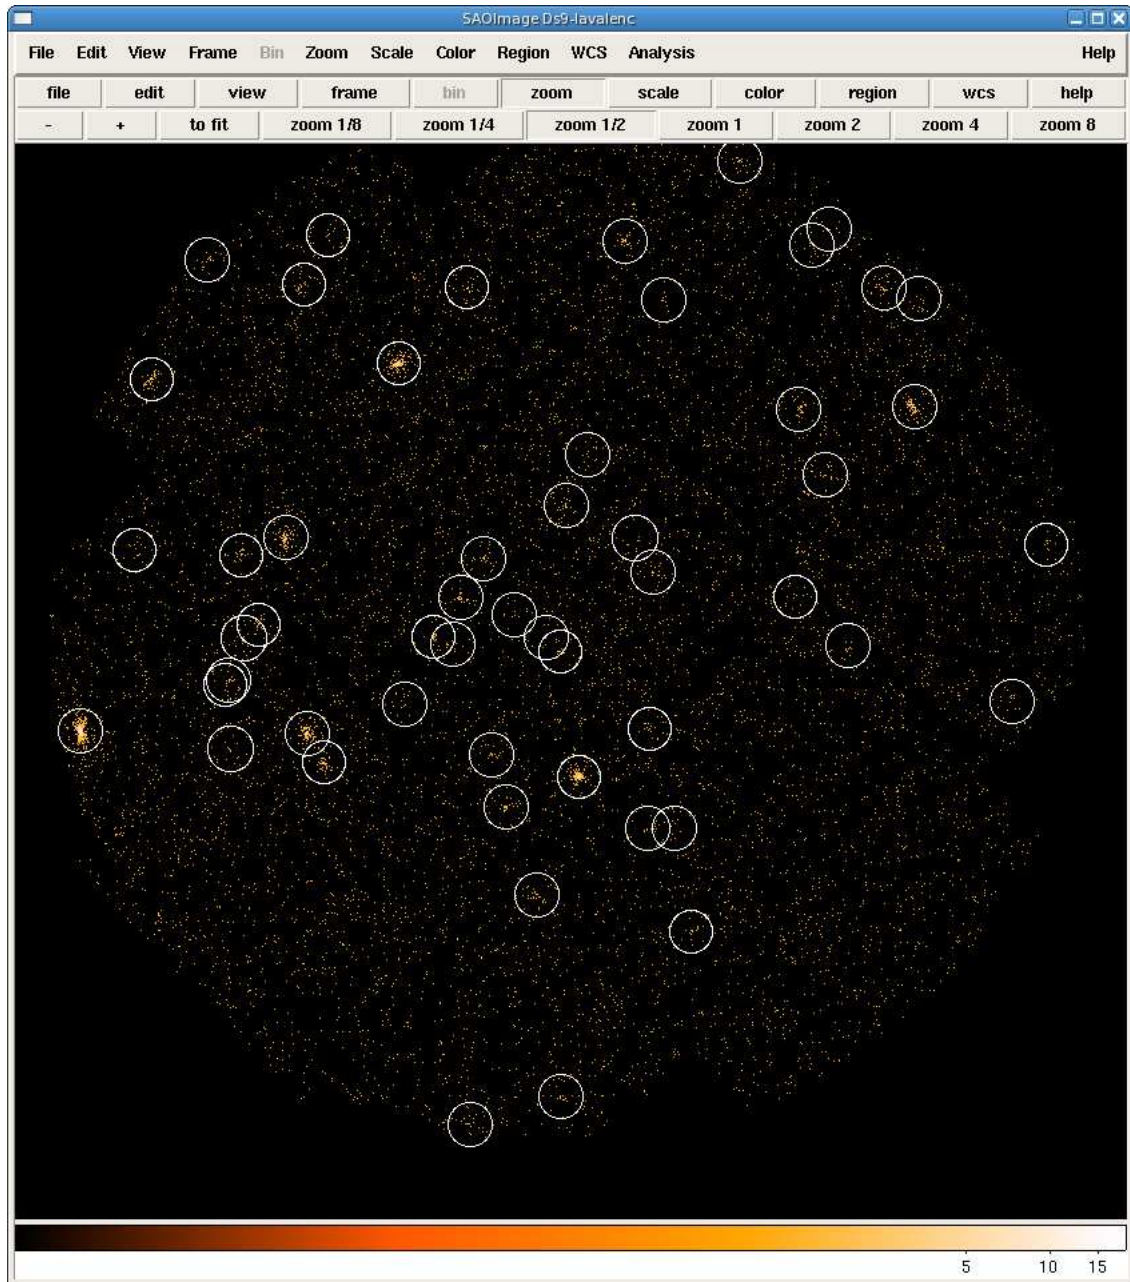 SAOImage Ds9-lavalenc
File Edit View Frame Bin Zoom Scale Color Region WCS Analysis Help
file edit view frame bin zoom scale color region wcs help
- + to fit zoom 1/8 zoom 1/4 zoom 1/2 zoom 1 zoom 2 zoom 4 zoom 8
5 10 15